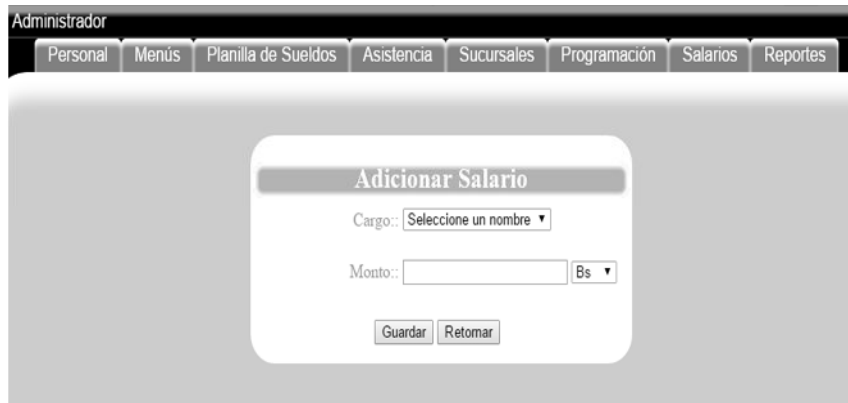 Administrador
Personal Menús Planilla de Sueldos Asistencia Sucursales Programación Salarios Reportes
Adicionar Salario
Cargo:: Seleccione un nombre
Monto:: Bs
Guardar Retornar